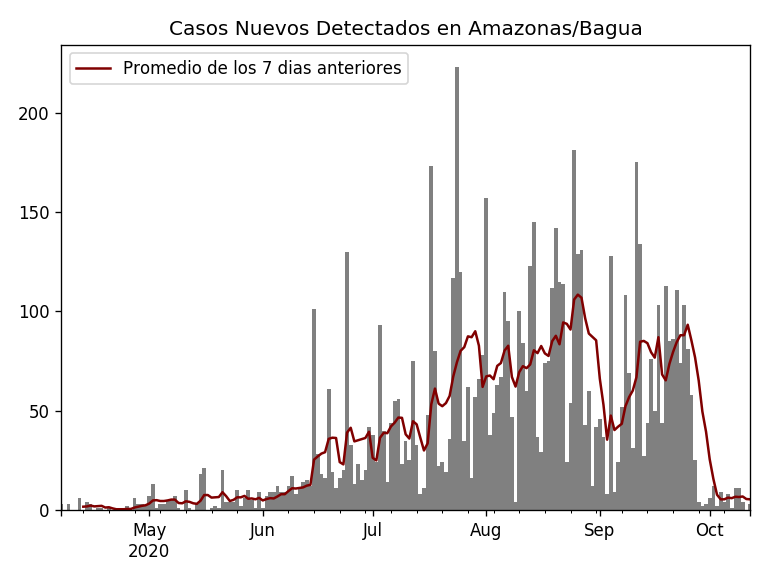 Casos Nuevos Detectados en Amazonas/Bagua
Promedio de los 7 dias anteriores
200
150
100
50
0
May Jun Jul Aug Sep Oct
2020